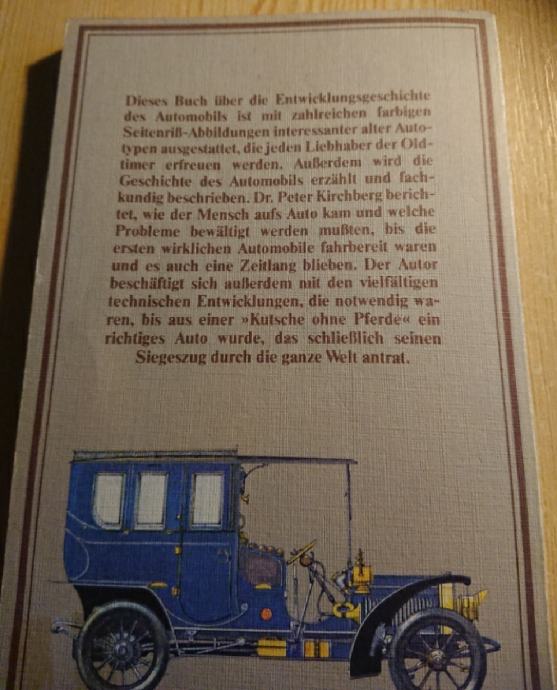 Dieses Buch über die Entwicklungsgeschichte
des Automobils ist mit zahlreichen farbigen
Seitenriß-Abbildungen interessanter alter Auto-
typen ausgestattet, die jeden Liebhaber der Old-
timer erfreuen werden. Außerdem wird die
Geschichte des Automobils erzählt und fach-
kundig beschrieben. Dr. Peter Kirchberg berich-
tet, wie der Mensch aufs Auto kam und welche
Probleme bewältigt werden mußten, bis die
ersten wirklichen Automobile fahrbereit waren
und es auch eine Zeitlang blieben. Der Autor
beschäftigt sich außerdem mit den vielfältigen
technischen Entwicklungen, die notwendig wa-
ren, bis aus einer »Kutsche ohne Pferde« ein
richtiges Auto wurde, das schließlich seinen
Siegeszug durch die ganze Welt antrat.